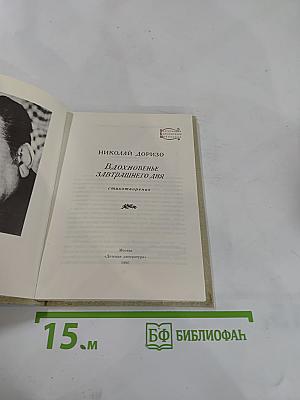 НИКОЛАЙ ДОРИЗО
ВДОХНОВЕНЬЕ
ЗАВТРАШНЕГО ДНЯ
стихотворения
Москва
«Детская литература»
15.м
БФ БИБЛИОФАН